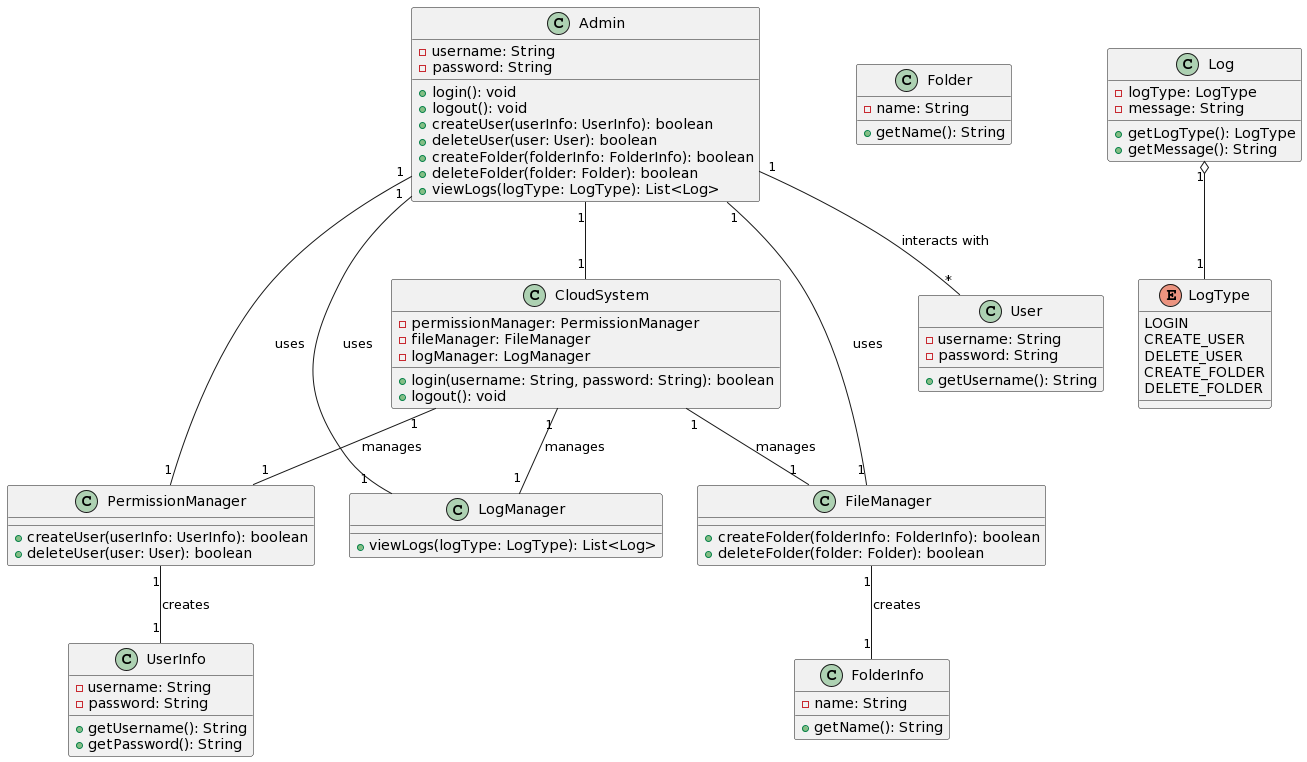 C Admin
username: String
password: String
login(): void
logout(): void
createUser(userInfo: UserInfo): boolean
deleteUser(user: User): boolean
createFolder(folderInfo: FolderInfo): boolean
deleteFolder(folder: Folder): boolean
viewLogs(logType: LogType): List<Log>
C Folder
name: String
getName(): String
C Log
logType: LogType
message: String
getLogType(): LogType
getMessage(): String
1
1
1
1
1
1
interacts with
1
1
*
C CloudSystem
permissionManager: PermissionManager
fileManager: FileManager
logManager: LogManager
login(username: String, password: String): boolean
logout(): void
C User
username: String
password: String
getUsername(): String
E LogType
LOGIN
CREATE_USER
DELETE_USER
CREATE_FOLDER
DELETE_FOLDER
uses
uses
uses
1
1
1
manages
manages
manages
1
1
1
1
1
1
C PermissionManager
createUser(userInfo: UserInfo): boolean
deleteUser(user: User): boolean
C LogManager
viewLogs(logType: LogType): List<Log>
C FileManager
createFolder(folderInfo: FolderInfo): boolean
deleteFolder(folder: Folder): boolean
1
creates
1
1
creates
1
C UserInfo
username: String
password: String
getUsername(): String
getPassword(): String
C FolderInfo
name: String
getName(): String